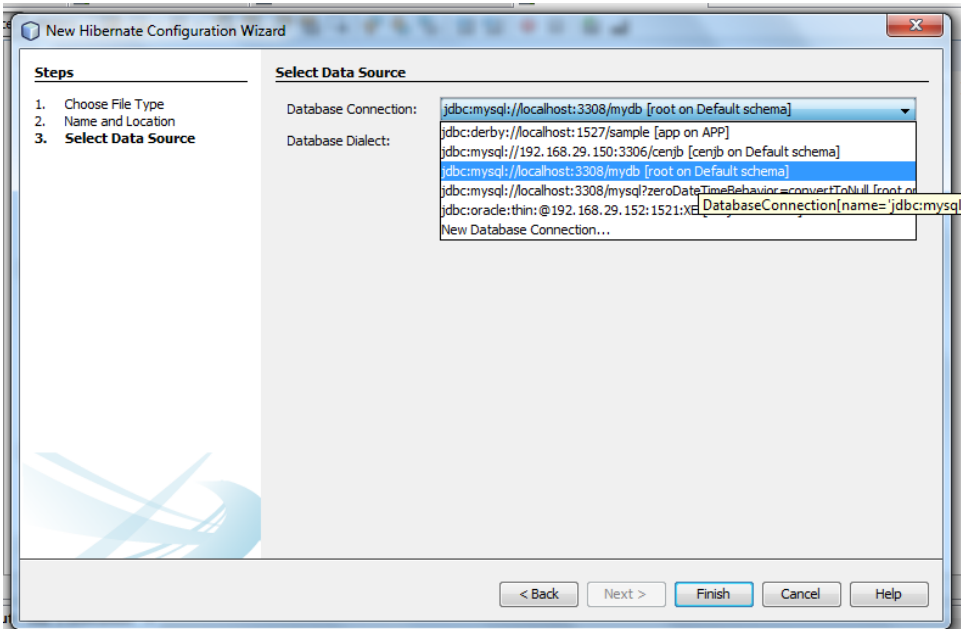 New Hibernate Configuration Wizard
Steps
1. Choose File Type
2. Name and Location
3. Select Data Source
Select Data Source
Database Connection:
jdbc:mysql://localhost:3308/mydb [root on Default schema]
Database Dialect:
jdbc:derby://localhost:1527/sample [app on APP]
jdbc:mysql://192.168.29.150:3306/cenjb [cenjb on Default schema]
jdbc:mysql://localhost:3308/mydb [root on Default schema]
jdbc:mysql://localhost:3308/mysql?zeroDateTimeBehavior=convertToNull [root on
DatabaseConnection[name='jdbc:mysql
jdbc:oracle:thin:@192.168.29.152:1521:XE
New Database Connection...
< Back
Next >
Finish
Cancel
Help